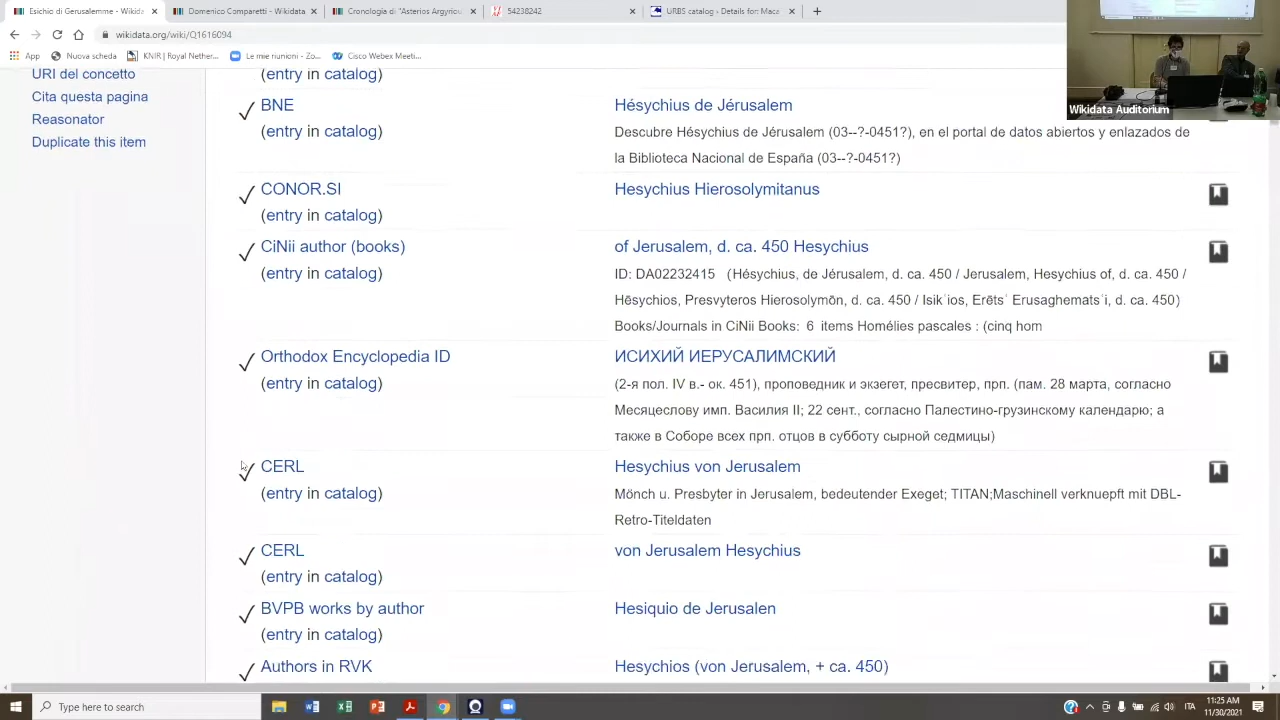 Esichio di Gerusalemme - Wikida
Domenico Comparetti - Wikidata
Cronologia di "Asterios Argyrou
54238242
URBS catalog - Details for: Maca
wikidata.org/wiki/Q1616094
App
Nuova scheda
KNIR | Royal Nether...
Le mie riunioni - Zo...
Cisco Webex Meeti...
Wikidata Auditorium
URI del concetto
Cita questa pagina
Reasonator
Duplicate this item
(entry in catalog)
BNE
(entry in catalog)
Hésychius de Jérusalem
Descubre Hésychius de Jérusalem (03--?-0451?), en el portal de datos abiertos y enlazados de
la Biblioteca Nacional de España (03--?-0451?)
CONOR.SI
(entry in catalog)
Hesychius Hierosolymitanus
CiNii author (books)
(entry in catalog)
of Jerusalem, d. ca. 450 Hesychius
ID: DA02232415 (Hésychius, de Jérusalem, d. ca. 450 / Jerusalem, Hesychius of, d. ca. 450 /
Hēsychios, Presvyteros Hierosolymōn, d. ca. 450 / Isikʻios, Erētsʻ Erusaghematsʻi, d. ca. 450)
Books/Journals in CiNii Books: 6 items Homélies pascales : (cinq hom
Orthodox Encyclopedia ID
(entry in catalog)
ИСИХИЙ ИЕРУСАЛИМСКИЙ
(2-я пол. IV в.- ок. 451), проповедник и экзегет, пресвитер, прп. (пам. 28 марта, согласно
Месяцеслову имп. Василия II; 22 сент., согласно Палестино-грузинскому календарю; а
также в Соборе всех прп. отцов в субботу сырной седмицы)
CERL
(entry in catalog)
Hesychius von Jerusalem
Mönch u. Presbyter in Jerusalem, bedeutender Exeget; TITAN;Maschinell verknuepft mit DBL-
Retro-Titeldaten
CERL
(entry in catalog)
von Jerusalem Hesychius
BVPB works by author
(entry in catalog)
Hesiquio de Jerusalen
Authors in RVK
Hesychios (von Jerusalem, + ca. 450)
Type here to search
ITA
11:25 AM
11/30/2021